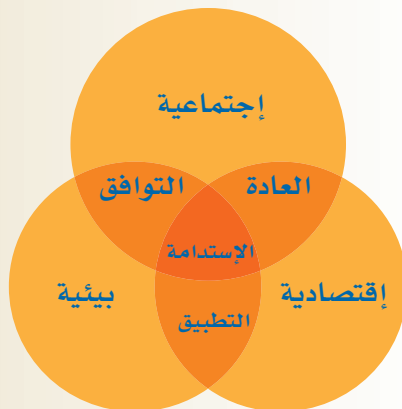 إجتماعية
العادة
التوافق
الإستدامة
إقتصادية
بيئية
التطبيق